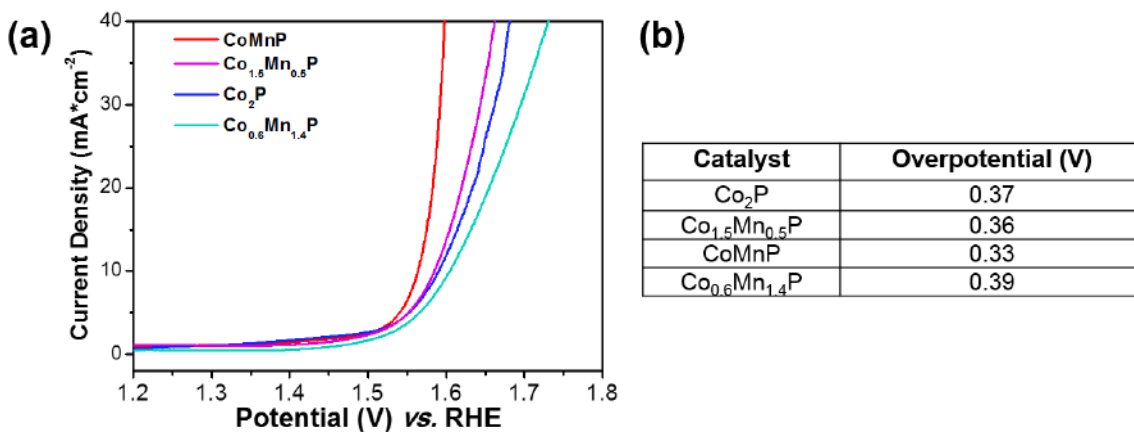 (a)
Current Density (mA*cm⁻²)
40
30
20
10
0
CoMnP
Co₁.₅Mn₀.₅P
Co₂P
Co₀.₆Mn₁.₄P
1.2 1.3 1.4 1.5 1.6 1.7 1.8
Potential (V) vs. RHE
(b)
Catalyst Overpotential (V)
Co₂P 0.37
Co₁.₅Mn₀.₅P 0.36
CoMnP 0.33
Co₀.₆Mn₁.₄P 0.39